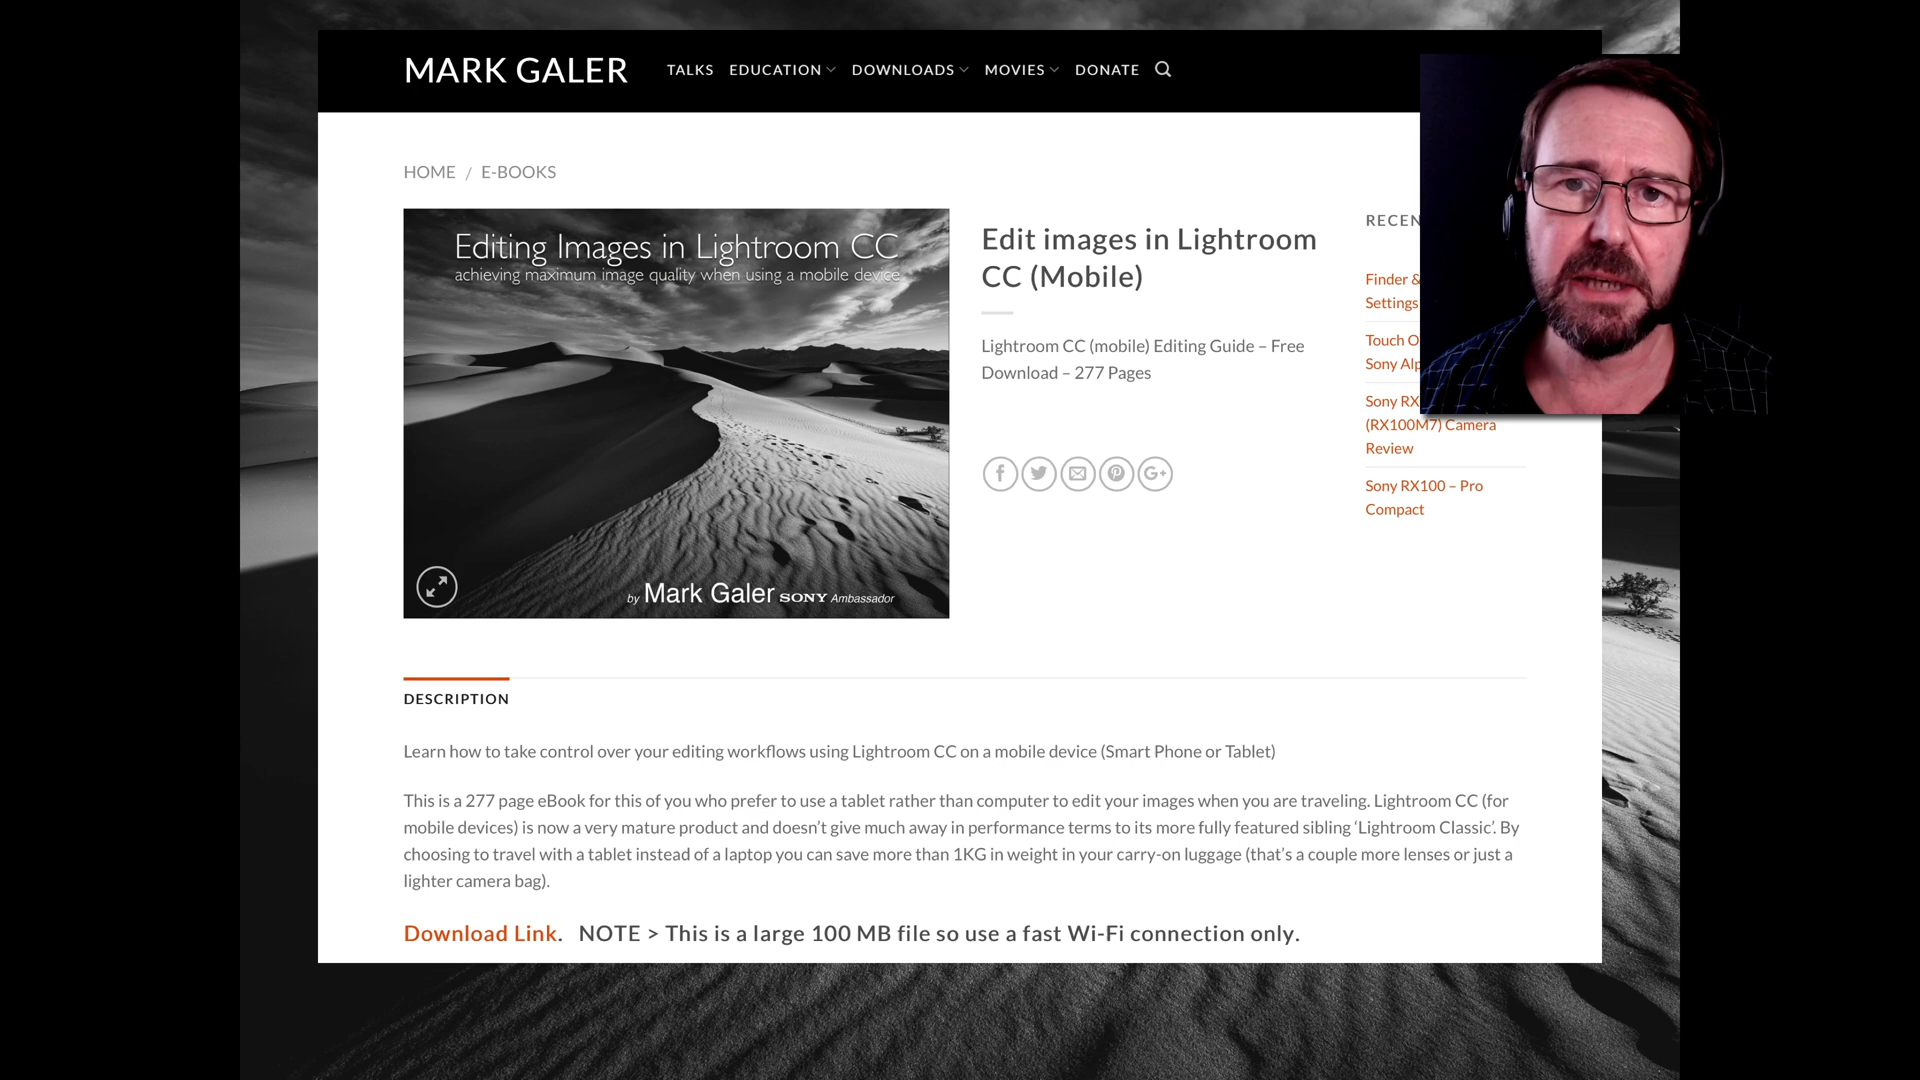 MARK GALER
TALKS EDUCATION DOWNLOADS MOVIES DONATE
HOME / E-BOOKS
Editing Images in Lightroom CC
achieving maximum image quality when using a mobile device
by Mark Galer SONY Ambassador
Edit images in Lightroom
CC (Mobile)
Lightroom CC (mobile) Editing Guide – Free
Download – 277 Pages
Finder &
Settings
Touch
Sony
Sony
(RX100M7) Camera
Review
Sony RX100 – Pro
Compact
DESCRIPTION
Learn how to take control over your editing workflows using Lightroom CC on a mobile device (Smart Phone or Tablet)
This is a 277 page eBook for this of you who prefer to use a tablet rather than computer to edit your images when you are traveling. Lightroom CC (for
mobile devices) is now a very mature product and doesn’t give much away in performance terms to its more fully featured sibling ‘Lightroom Classic’. By
choosing to travel with a tablet instead of a laptop you can save more than 1KG in weight in your carry-on luggage (that’s a couple more lenses or just a
lighter camera bag).
Download Link. NOTE > This is a large 100 MB file so use a fast Wi-Fi connection only.